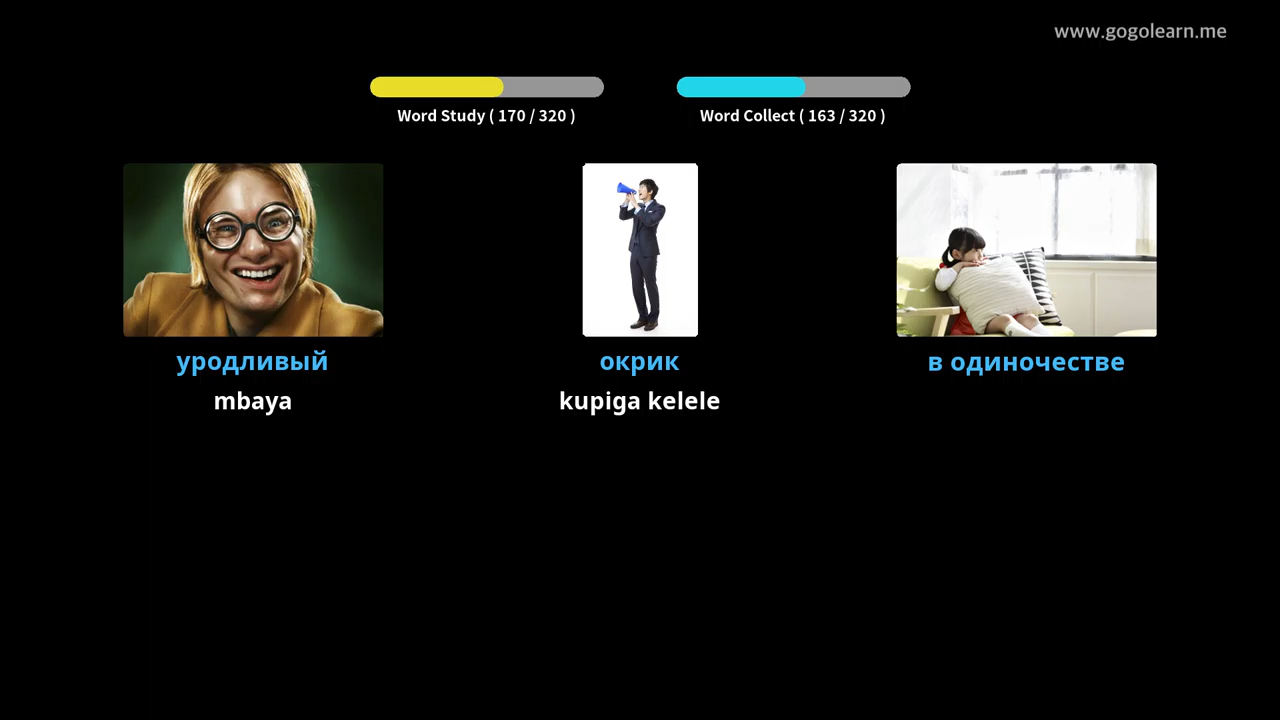 www.gogolearn.me
Word Study ( 170 / 320 )
Word Collect ( 163 / 320 )
уродливый
окрик
в одиночестве
mbaya
kupiga kelele